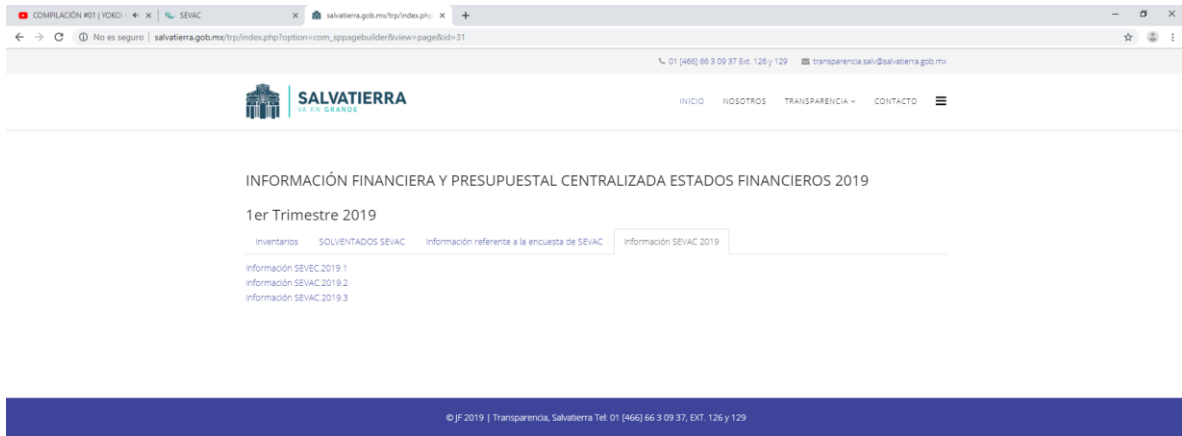 COMPILACIÓN #01 | YOKOI
SEVAC
salvatierra.gob.mx/trp/index.php
No es seguro | salvatierra.gob.mx/trp/index.php?option=com_sppagebuilder&view=page&id=31
01 [466] 66 3 09 37 Ext. 126 y 129 transparencia.salv@salvatierra.gob.mx
SALVATIERRA
VA EN GRANDE
INICIO NOSOTROS TRANSPARENCIA CONTACTO
INFORMACIÓN FINANCIERA Y PRESUPUESTAL CENTRALIZADA ESTADOS FINANCIEROS 2019
1er Trimestre 2019
Inventarios SOLVENTADOS SEVAC Información referente a la encuesta de SEVAC Información SEVAC 2019
Información SEVEC.2019.1
Información SEVAC.2019.2
Información SEVAC.2019.3
© JF 2019 | Transparencia, Salvatierra Tel: 01 [466] 66 3 09 37, EXT. 126 y 129